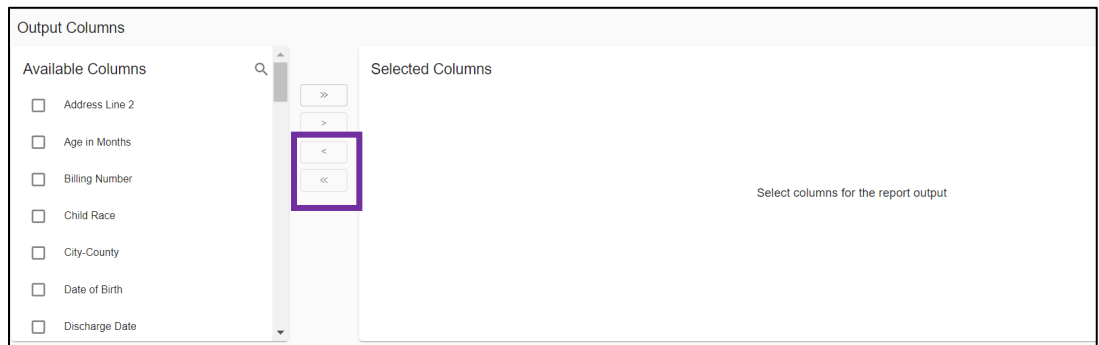 Output Columns
Available Columns
Address Line 2
Age in Months
Billing Number
Child Race
City-County
Date of Birth
Discharge Date
»
>
<
«
Selected Columns
Select columns for the report output